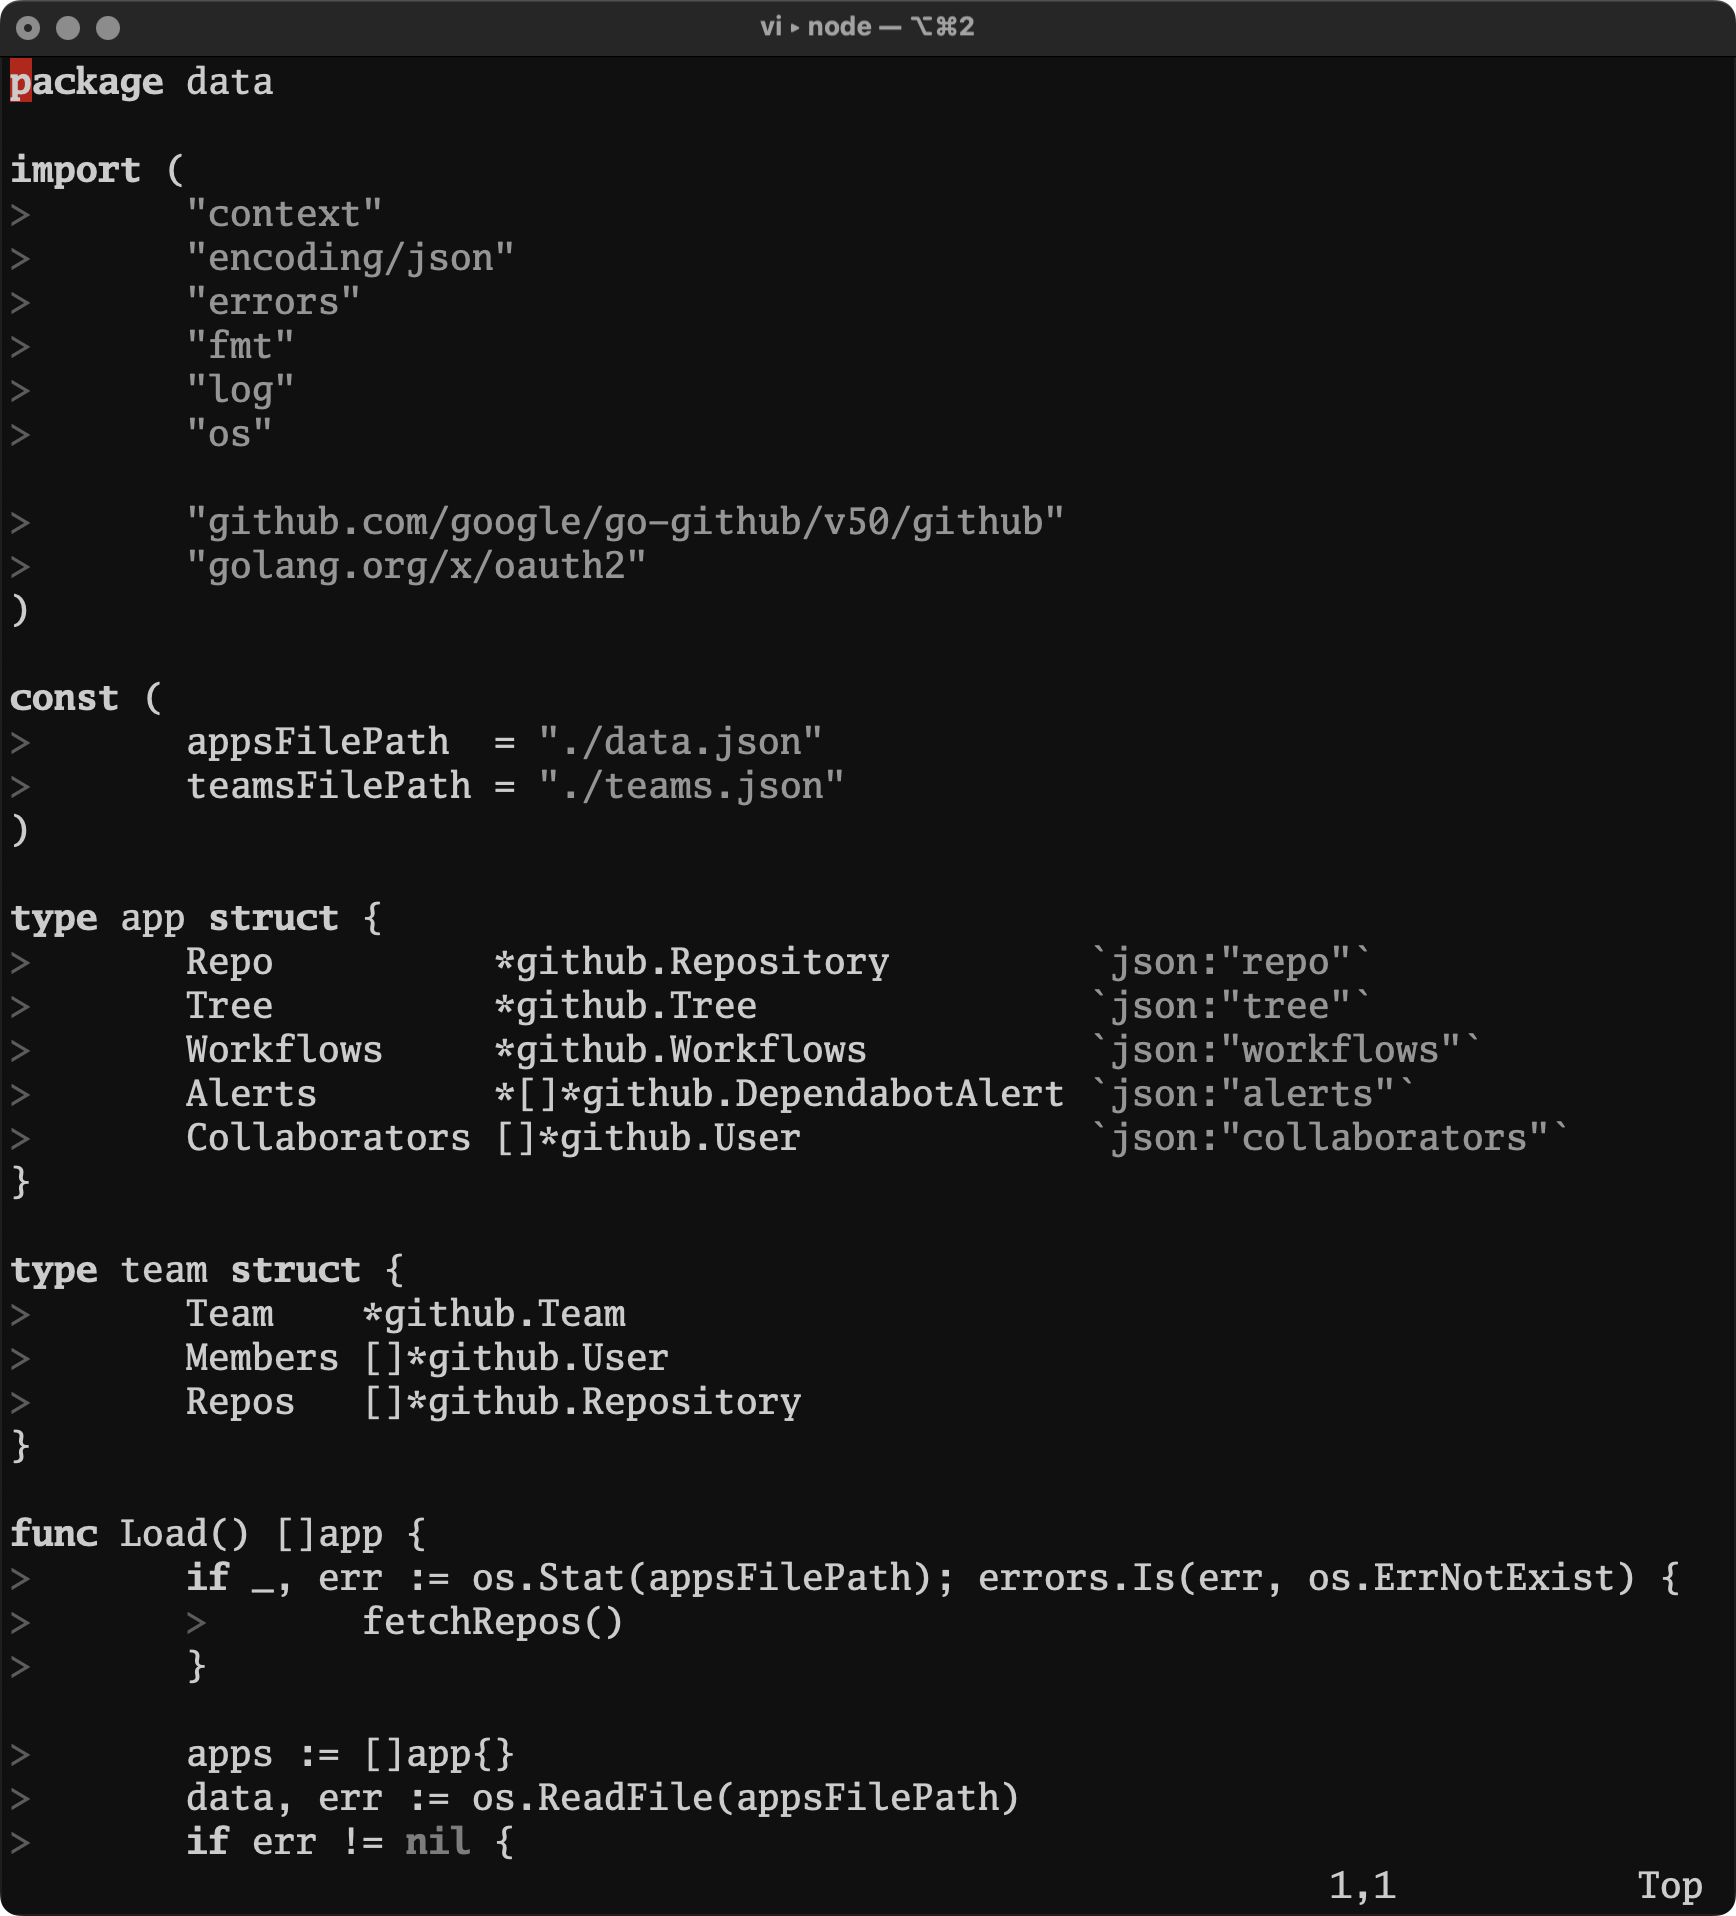 vi ▸ node — ⌥⌘2
package data

import (
>       "context"
>       "encoding/json"
>       "errors"
>       "fmt"
>       "log"
>       "os"

>       "github.com/google/go-github/v50/github"
>       "golang.org/x/oauth2"
)

const (
>       appsFilePath  = "./data.json"
>       teamsFilePath = "./teams.json"
)

type app struct {
>       Repo          *github.Repository         `json:"repo"`
>       Tree          *github.Tree               `json:"tree"`
>       Workflows     *github.Workflows          `json:"workflows"`
>       Alerts        *[]*github.DependabotAlert `json:"alerts"`
>       Collaborators []*github.User             `json:"collaborators"`
}

type team struct {
>       Team    *github.Team
>       Members []*github.User
>       Repos   []*github.Repository
}

func Load() []app {
>       if _, err := os.Stat(appsFilePath); errors.Is(err, os.ErrNotExist) {
>       >       fetchRepos()
>       }

>       apps := []app{}
>       data, err := os.ReadFile(appsFilePath)
>       if err != nil {
1,1           Top